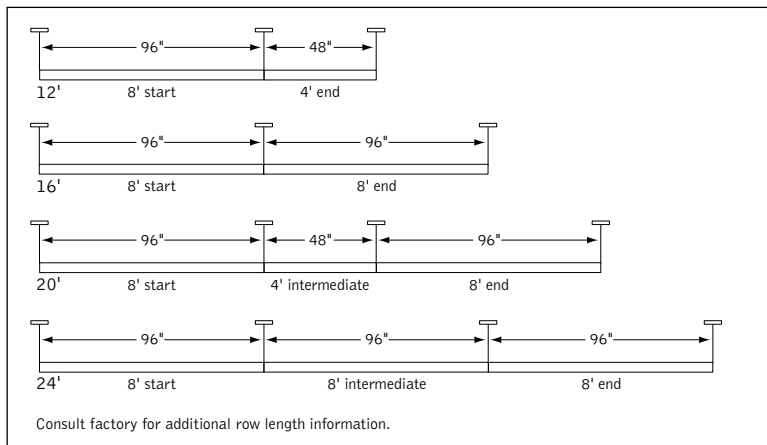 96" 48"
12' 8' start 4' end
96" 96"
16' 8' start 8' end
96" 48" 96"
20' 8' start 4' intermediate 8' end
96" 96" 96"
24' 8' start 8' intermediate 8' end
Consult factory for additional row length information.